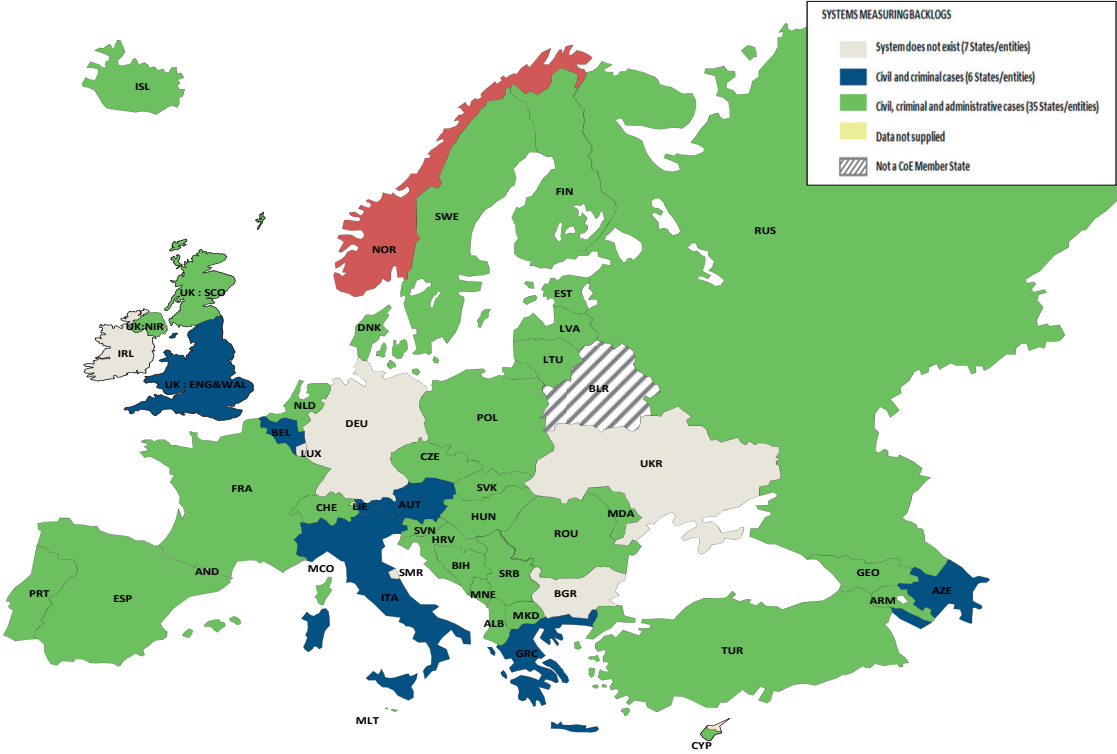 SYSTEMS MEASURING BACKLOGS
System does not exist (7 States/entities)
Civil and criminal cases (6 States/entities)
Civil, criminal and administrative cases (35 States/entities)
Data not supplied
Not a CoE Member State
ISL
FIN
SWE
RUS
NOR
UK : SCO
EST
UK:NIR
DNK
LVA
IRL
LTU
UK : ENG&WAL
BLR
NLD
POL
DEU
BEL
LUX
CZE
UKR
FRA
SVK
CHE
LIE
AUT
HUN
MDA
SVN
ROU
HRV
MCO
AND
SMR
BIH
SRB
GEO
PRT
ESP
ITA
MNE
BGR
ARM
AZE
ALB
MKD
GRC
TUR
MLT
CYP